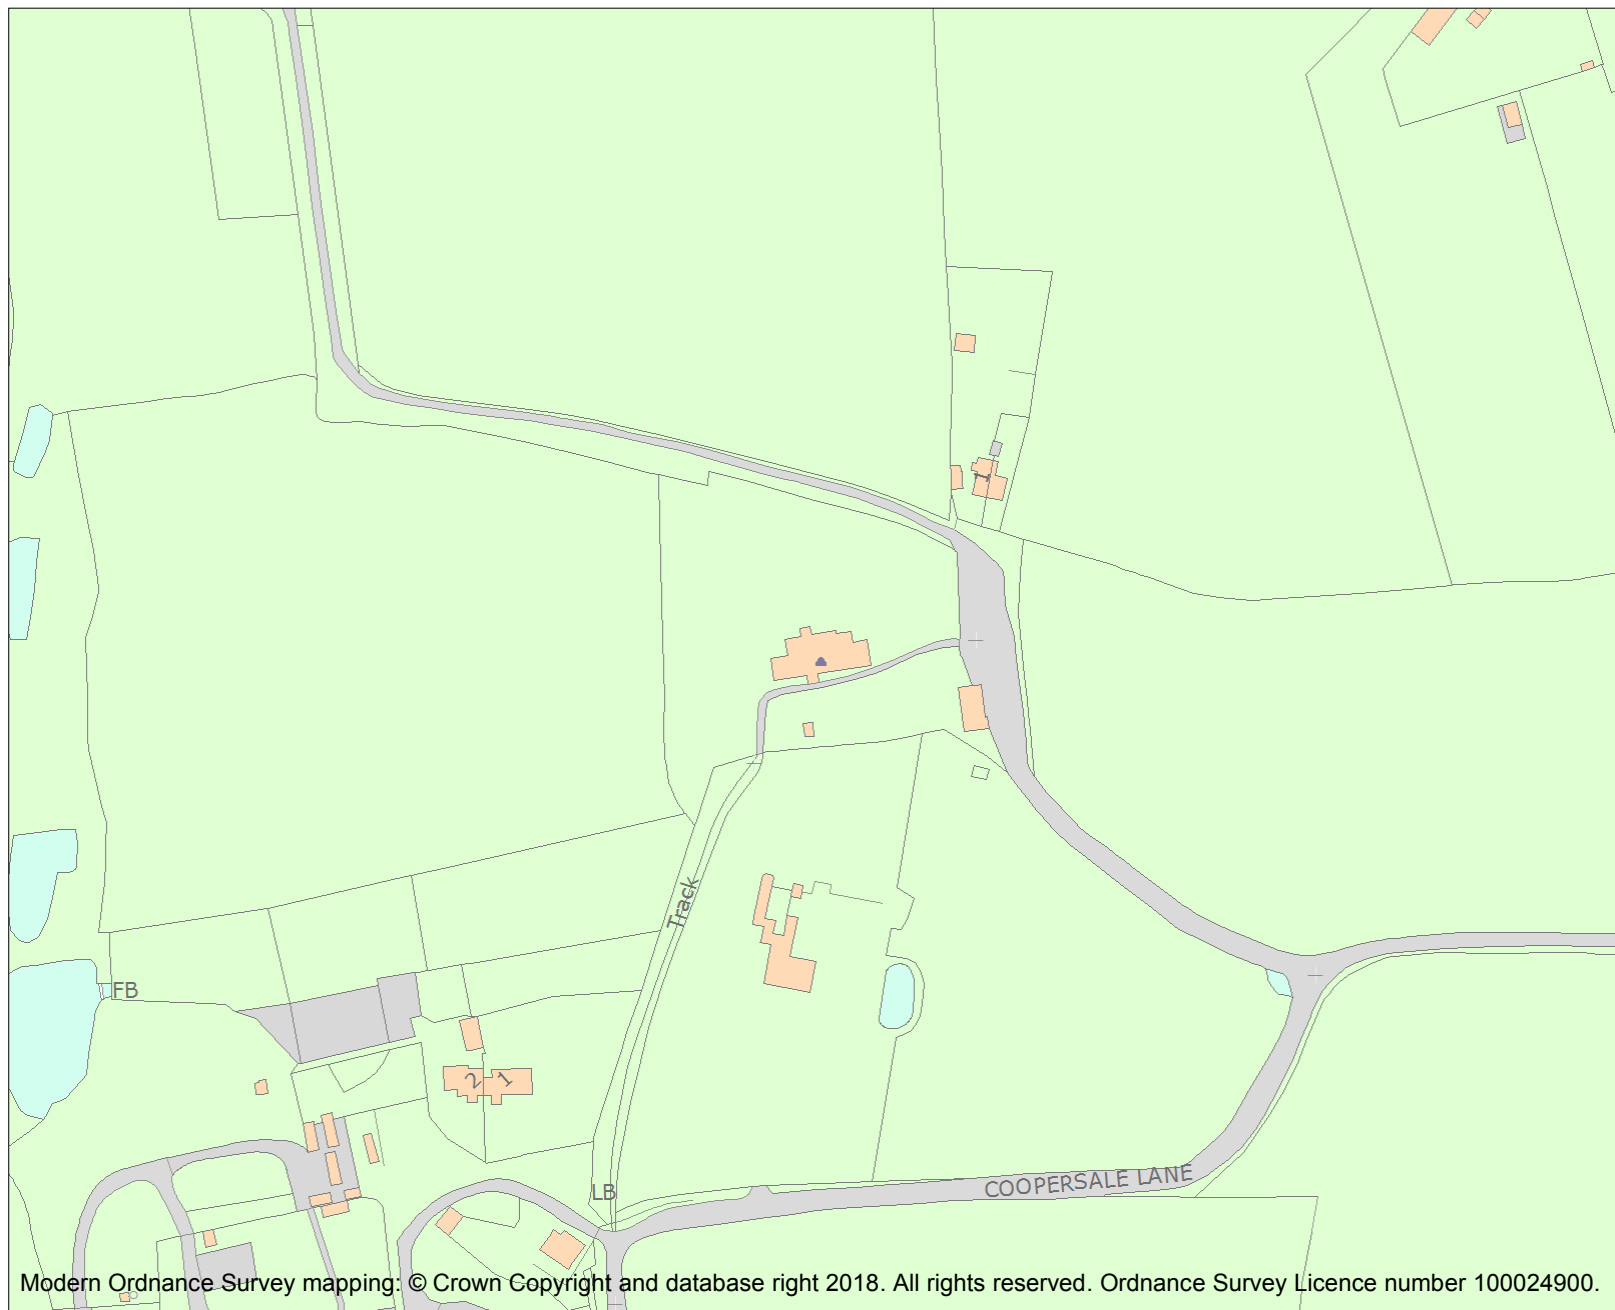 1
Track
FB
2
1
COOPERSALE LANE
LB
Modern Ordnance Survey mapping: © Crown Copyright and database right 2018. All rights reserved. Ordnance Survey Licence number 100024900.